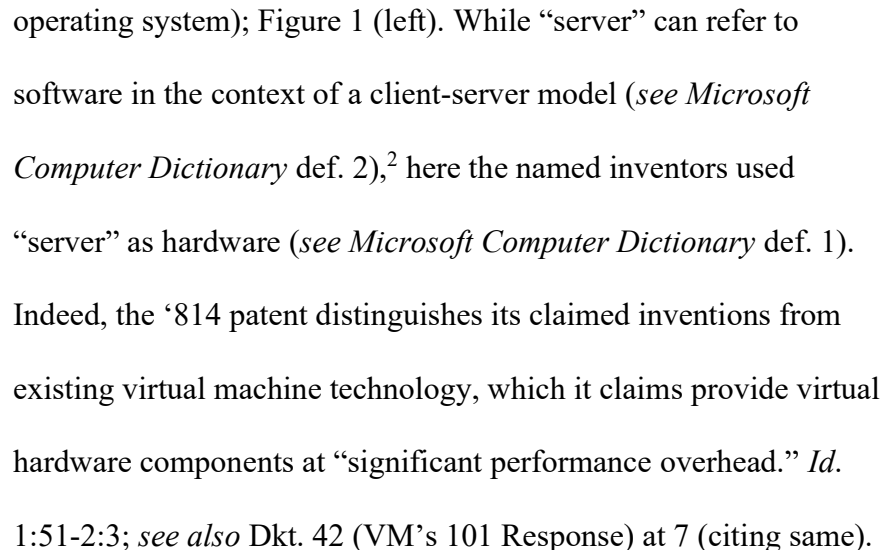 operating system); Figure 1 (left). While “server” can refer to
software in the context of a client-server model (see Microsoft
Computer Dictionary def. 2),² here the named inventors used
“server” as hardware (see Microsoft Computer Dictionary def. 1).
Indeed, the ‘814 patent distinguishes its claimed inventions from
existing virtual machine technology, which it claims provide virtual
hardware components at “significant performance overhead.” Id.
1:51-2:3; see also Dkt. 42 (VM’s 101 Response) at 7 (citing same).